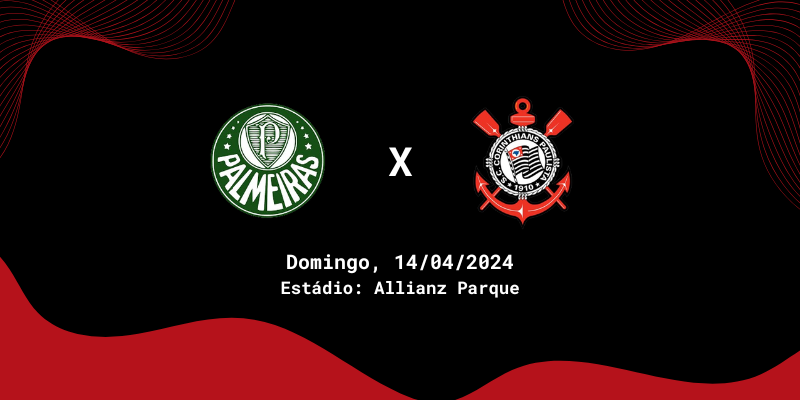 P
PALMEIRAS
X
S.C. CORINTHIANS PAULISTA
1910
Domingo, 14/04/2024
Estádio: Allianz Parque